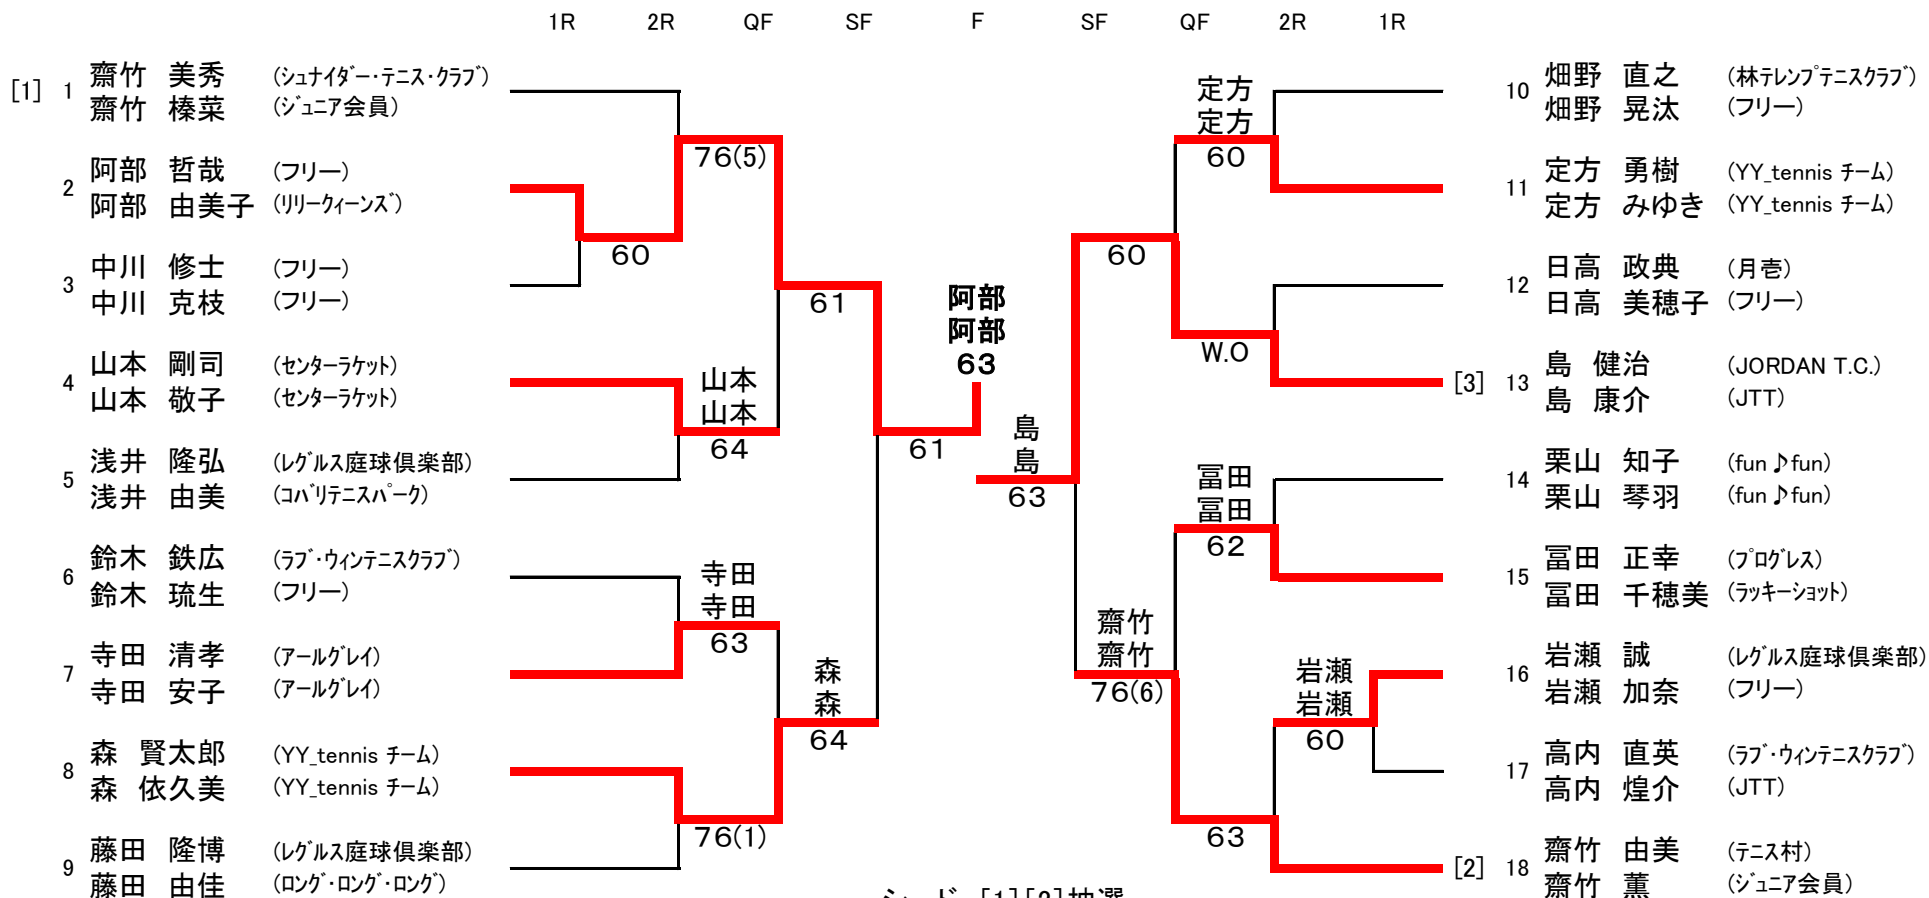 1R 2R QF SF F SF QF 2R 1R
[1] 1 齋竹 美秀 (シュナイダー・テニス・クラブ)
齋竹 榛菜 (ジュニア会員)
2 阿部 哲哉 (フリー)
阿部 由美子 (リリークィーンズ)
3 中川 修士 (フリー)
中川 克枝 (フリー)
4 山本 剛司 (センターラケット)
山本 敬子 (センターラケット)
5 浅井 隆弘 (レグルス庭球倶楽部)
浅井 由美 (コバリテニスパーク)
6 鈴木 鉄広 (ラブ・ウィンテニスクラブ)
鈴木 琉生 (フリー)
7 寺田 清孝 (アールグレイ)
寺田 安子 (アールグレイ)
8 森 賢太郎 (YY_tennis チーム)
森 依久美 (YY_tennis チーム)
9 藤田 隆博 (レグルス庭球倶楽部)
藤田 由佳 (ロング・ロング・ロング)
60
76(5)
山本
山本
64
寺田
寺田
63
76(1)
61
森
森
64
61
阿部
阿部
63
島
島
63
60
齋竹
齋竹
76(6)
定方
定方
60
W.O
冨田
冨田
62
63
岩瀬
岩瀬
60
10 畑野 直之 (林テレンプテニスクラブ)
畑野 晃汰 (フリー)
11 定方 勇樹 (YY_tennis チーム)
定方 みゆき (YY_tennis チーム)
12 日高 政典 (月壱)
日高 美穂子 (フリー)
[3] 13 島 健治 (JORDAN T.C.)
島 康介 (JTT)
14 栗山 知子 (fun♪fun)
栗山 琴羽 (fun♪fun)
15 冨田 正幸 (プログレス)
冨田 千穂美 (ラッキーショット)
16 岩瀬 誠 (レグルス庭球倶楽部)
岩瀬 加奈 (フリー)
17 高内 直英 (ラブ・ウィンテニスクラブ)
高内 煌介 (JTT)
[2] 18 齋竹 由美 (テニス村)
齋竹 薫 (ジュニア会員)